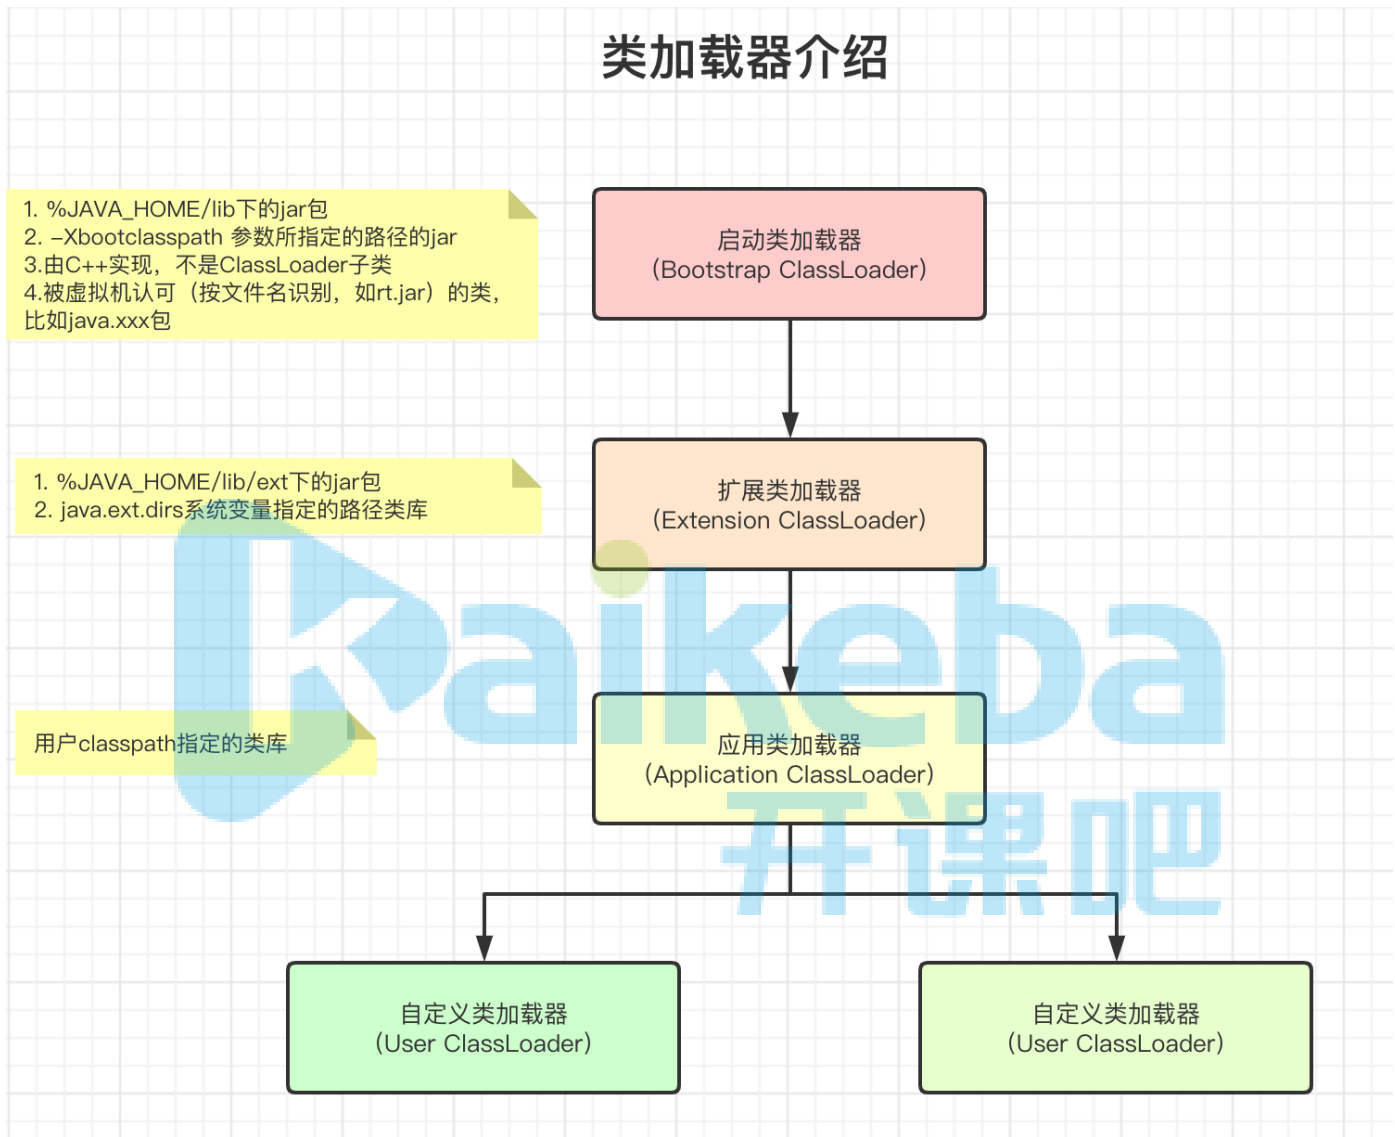 类加载器介绍
1. %JAVA_HOME/lib下的jar包
2. -Xbootclasspath 参数所指定的路径的jar
3.由C++实现，不是ClassLoader子类
4.被虚拟机认可（按文件名识别，如rt.jar）的类，
比如java.xxx包
启动类加载器
（Bootstrap ClassLoader）
1. %JAVA_HOME/lib/ext下的jar包
2. java.ext.dirs系统变量指定的路径类库
扩展类加载器
（Extension ClassLoader）
用户classpath指定的类库
应用类加载器
（Application ClassLoader）
kaikeba
开课吧
自定义类加载器
（User ClassLoader）
自定义类加载器
（User ClassLoader）